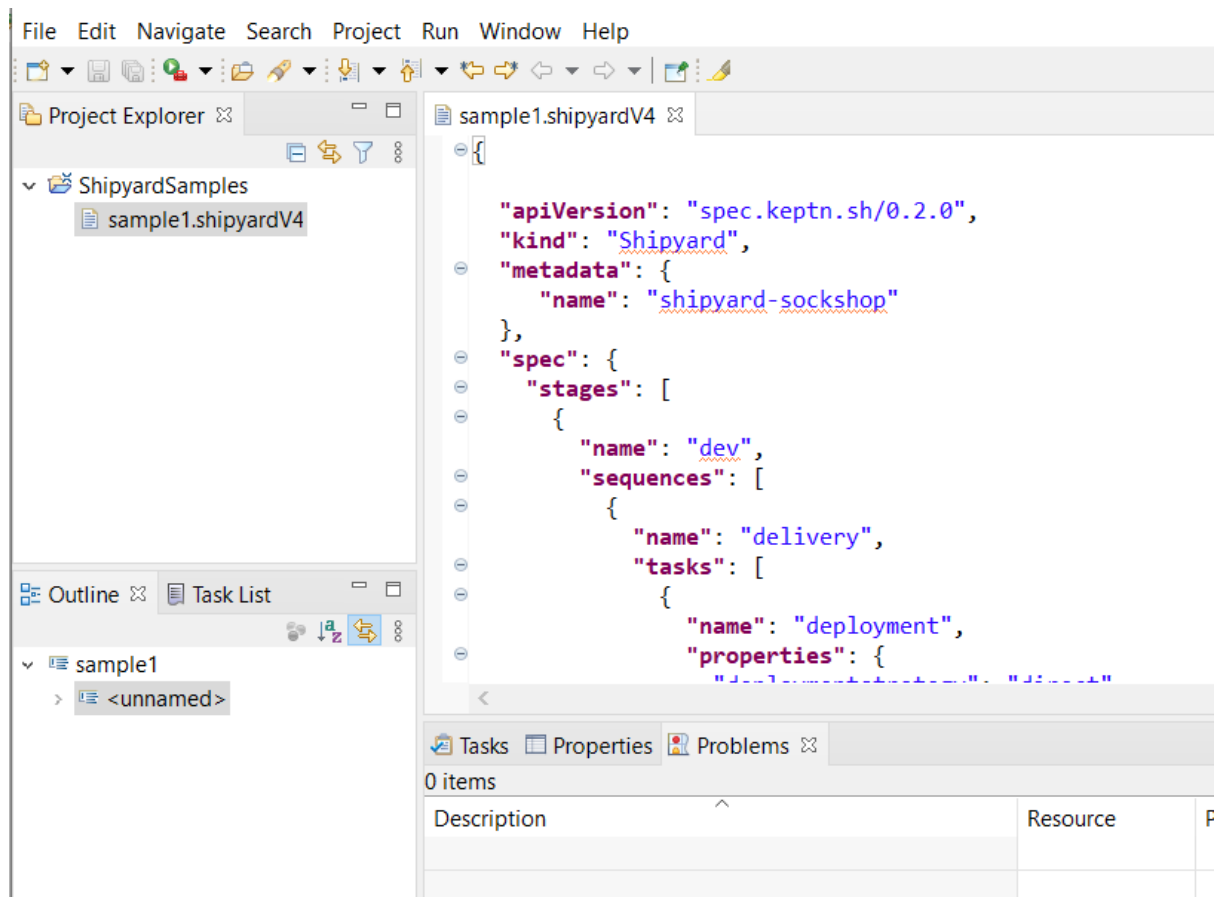 File Edit Navigate Search Project Run Window Help
Project Explorer
ShipyardSamples
sample1.shipyardV4
Outline Task List
sample1
<unnamed>
sample1.shipyardV4
{
"apiVersion": "spec.keptn.sh/0.2.0",
"kind": "Shipyard",
"metadata": {
"name": "shipyard-sockshop"
},
"spec": {
"stages": [
{
"name": "dev",
"sequences": [
{
"name": "delivery",
"tasks": [
{
"name": "deployment",
"properties": {
"deploymentstrategy": "direct"
Tasks Properties Problems
0 items
Description Resource P